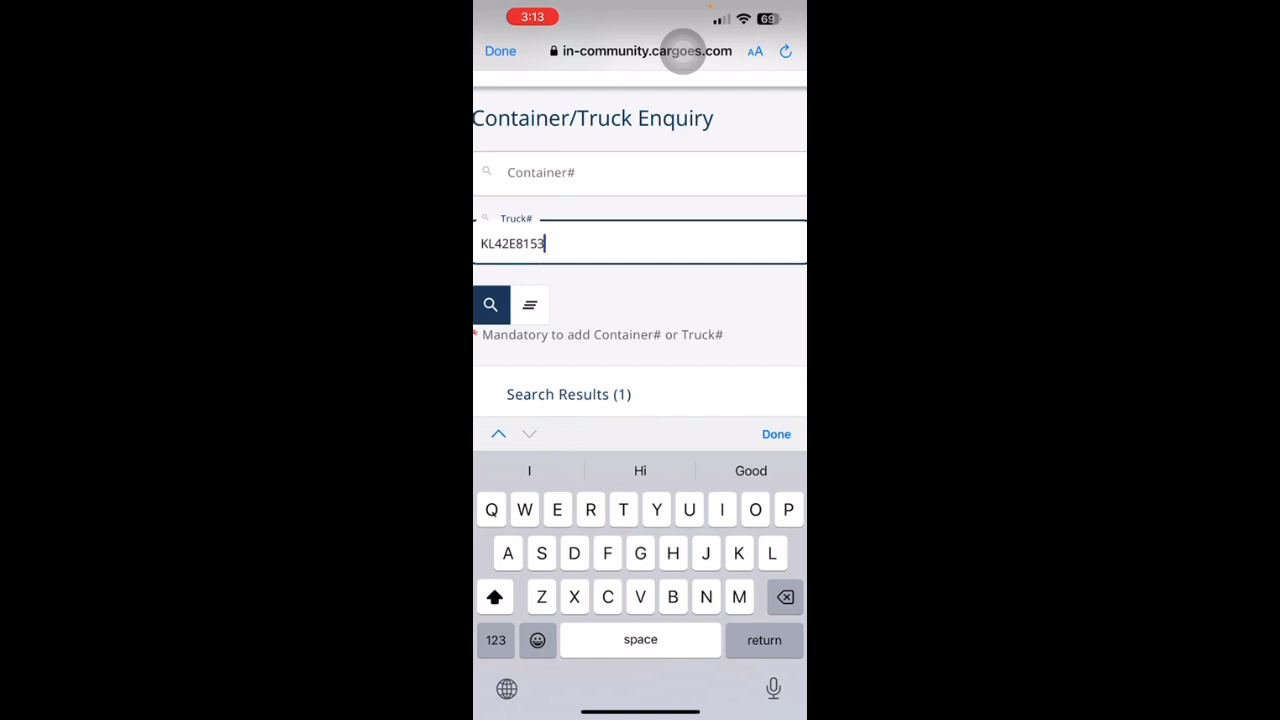 3:13
69
Done
in-community.cargoes.com
AA
Container/Truck Enquiry
Container#
Truck#
KL42E8153
* Mandatory to add Container# or Truck#
Search Results (1)
Done
I Hi Good
Q W E R T Y U I O P
A S D F G H J K L
Z X C V B N M
123 space return